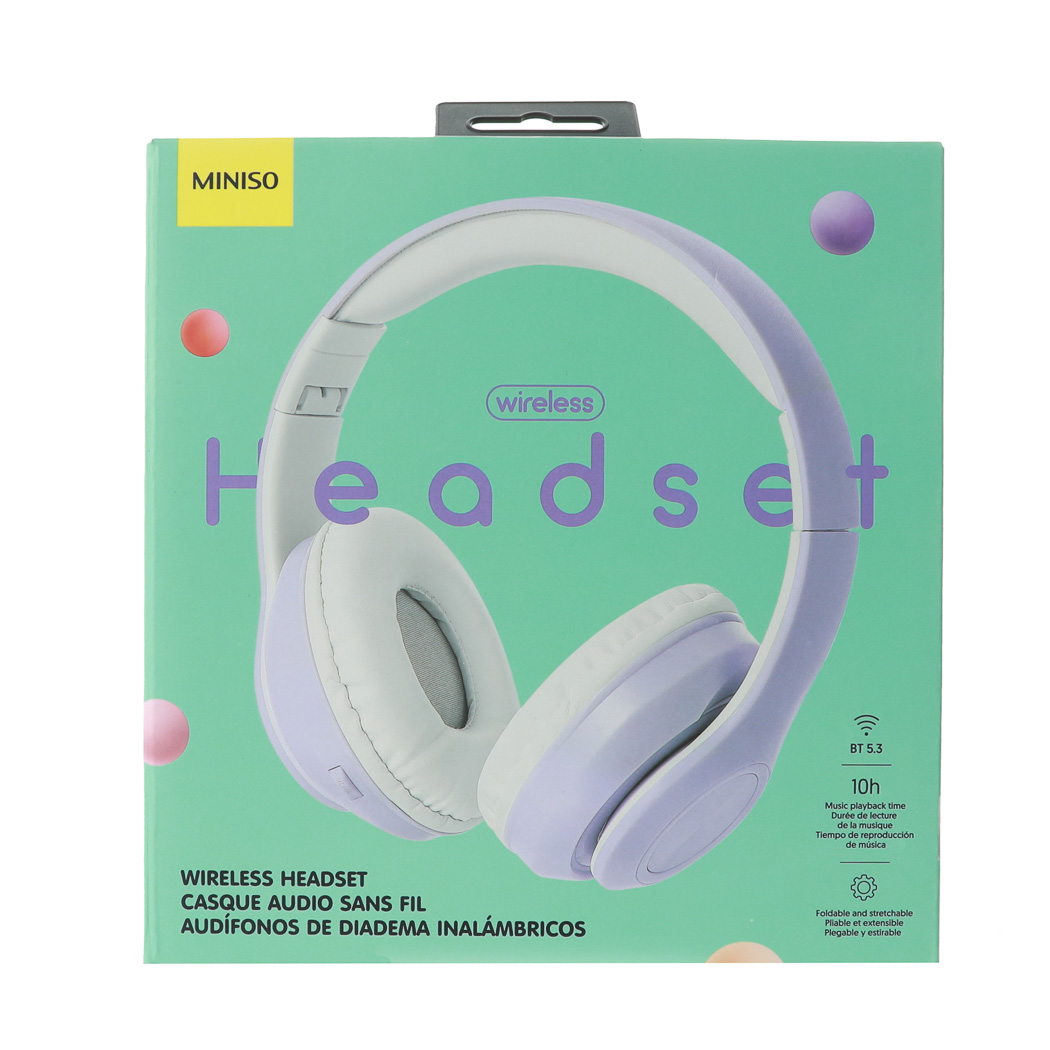 MINISO
wireless
Headset
BT 5.3
10h
Music playback time
Durée de lecture
de la musique
Tiempo de reproducción
de música
Foldable and stretchable
Pliable et extensible
Plegable y estirable
WIRELESS HEADSET
CASQUE AUDIO SANS FIL
AUDÍFONOS DE DIADEMA INALÁMBRICOS